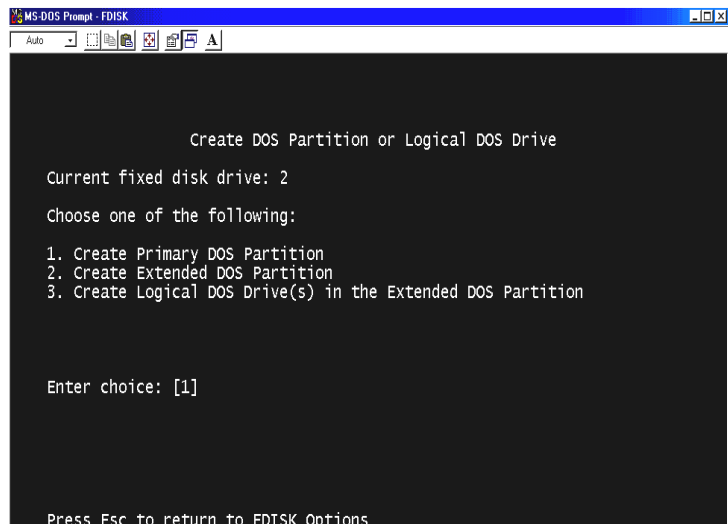 MS-DOS Prompt - FDISK
Auto
A
Create DOS Partition or Logical DOS Drive
Current fixed disk drive: 2
Choose one of the following:
1. Create Primary DOS Partition
2. Create Extended DOS Partition
3. Create Logical DOS Drive(s) in the Extended DOS Partition
Enter choice: [1]
Press Esc to return to FDISK Options